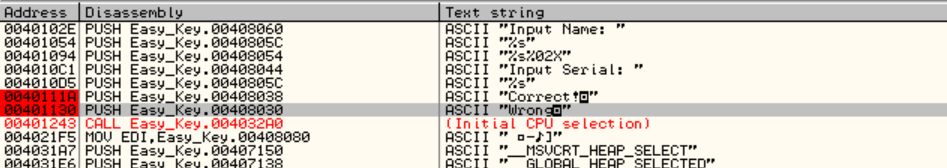 Address Disassembly Text string
0040102E PUSH Easy_Key.00408060 ASCII "Input Name: "
00401054 PUSH Easy_Key.0040805C ASCII "%s"
00401094 PUSH Easy_Key.00408054 ASCII "%s%02X"
004010C1 PUSH Easy_Key.00408044 ASCII "Input Serial: "
004010D5 PUSH Easy_Key.0040805C ASCII "%s"
0040111A PUSH Easy_Key.00408038 ASCII "Correct!◙"
00401130 PUSH Easy_Key.00408030 ASCII "Wrong◙"
00401243 CALL Easy_Key.004032A0 (Initial CPU selection)
004021F5 MOV EDI,Easy_Key.00408080 ASCII
004031A7 PUSH Easy_Key.00407150 ASCII "__MSVCRT_HEAP_SELECT"
004031E6 PUSH Easy_Key.00407138 ASCII "__GLOBAL_HEAP_SELECTED"